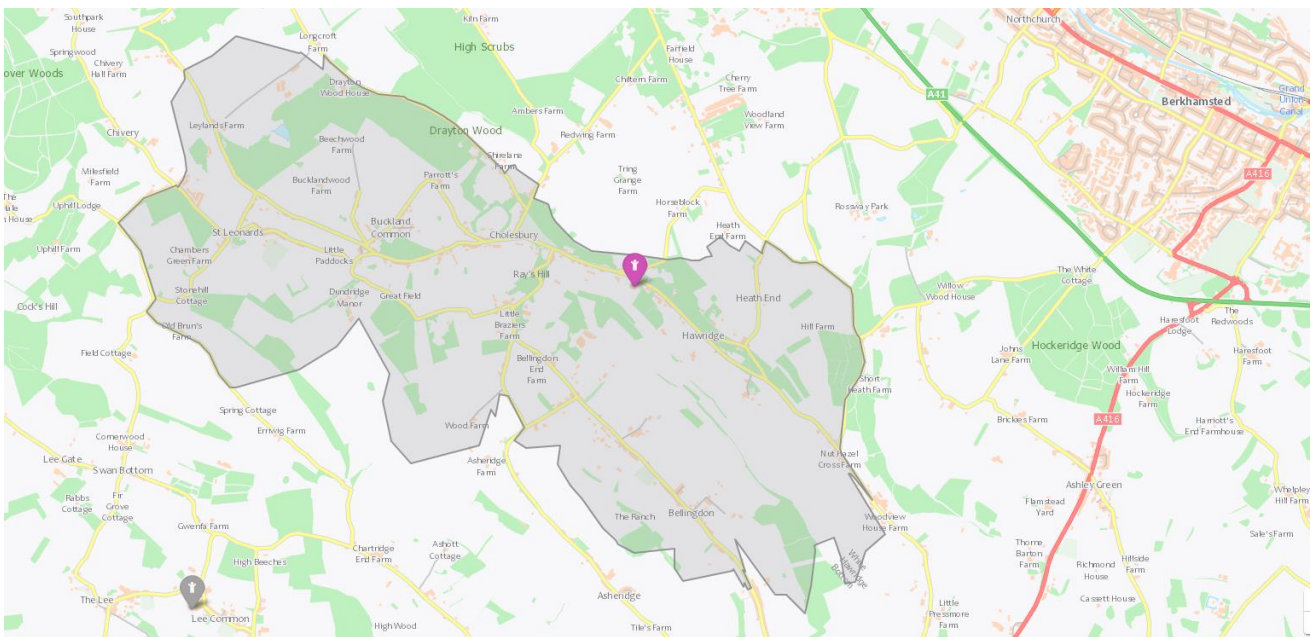 Southpark
House
Longcroft
Farm
Kiln Farm
Northchurch
Springwood
Chivery
Hall Farm
over Woods
High Scrubs
Farfield
House
Chiltern Farm
Cherry
Tree Farm
A41
Berkhamsted
Grand
Union
Canal
Drayton
Wood House
Ambers Farm
Woodland
View Farm
Chivery
Leylands Farm
Drayton Wood
Redwing Farm
Beechwood
Farm
Shirelane
Farm
Milesfield
Farm
Bucklandwood
Farm
Parrott's
Farm
Tring
Grange
Farm
A416
The
House
Uphill Lodge
Horseblock
Farm
Rossway Park
Buckland
Common
St Leonards
Cholesbury
Heath
End Farm
Uphill Farm
Chambers
Green Farm
Little
Paddocks
Ray's Hill
The White
Cottage
Stonehill
Cottage
Dundridge
Manor
Great Field
Heath End
Willow
Wood House
Cock's Hill
Little
Braziers
Farm
Hill Farm
Haresfoot
Lodge
The
Redwoods
Old Brun's
Farm
Hawridge
Field Cottage
Bellingdon
End
Farm
Johns
Lane Farm
Hockeridge Wood
Haresfoot
Farm
Short
Heath Farm
William Hill
Farm
Hockeridge
Farm
Spring Cottage
Erriwig Farm
Wood Farm
Brickles Farm
A416
Harriott's
End Farmhouse
Cornerwood
House
Lee Gate
Swan Bottom
Asheridge
Farm
Nut Hazel
Cross Farm
Ashley Green
Rabbs
Cottage
Fir
Grove
Cottage
Whelpley
Hill Farm
Flamstead
Yard
Gwenfa Farm
The Ranch
Bellingdon
Woodview
House Farm
Sale's Farm
High Beeches
Chartridge
End Farm
Ashott
Cottage
White
Hawridge
Bottom
Thorne
Barton
Farm
Hillside
Farm
Richmond
House
The Lee
Lee Common
Asheridge
Little
Pressmore
Farm
Cassett House
High Wood
Tile's Farm